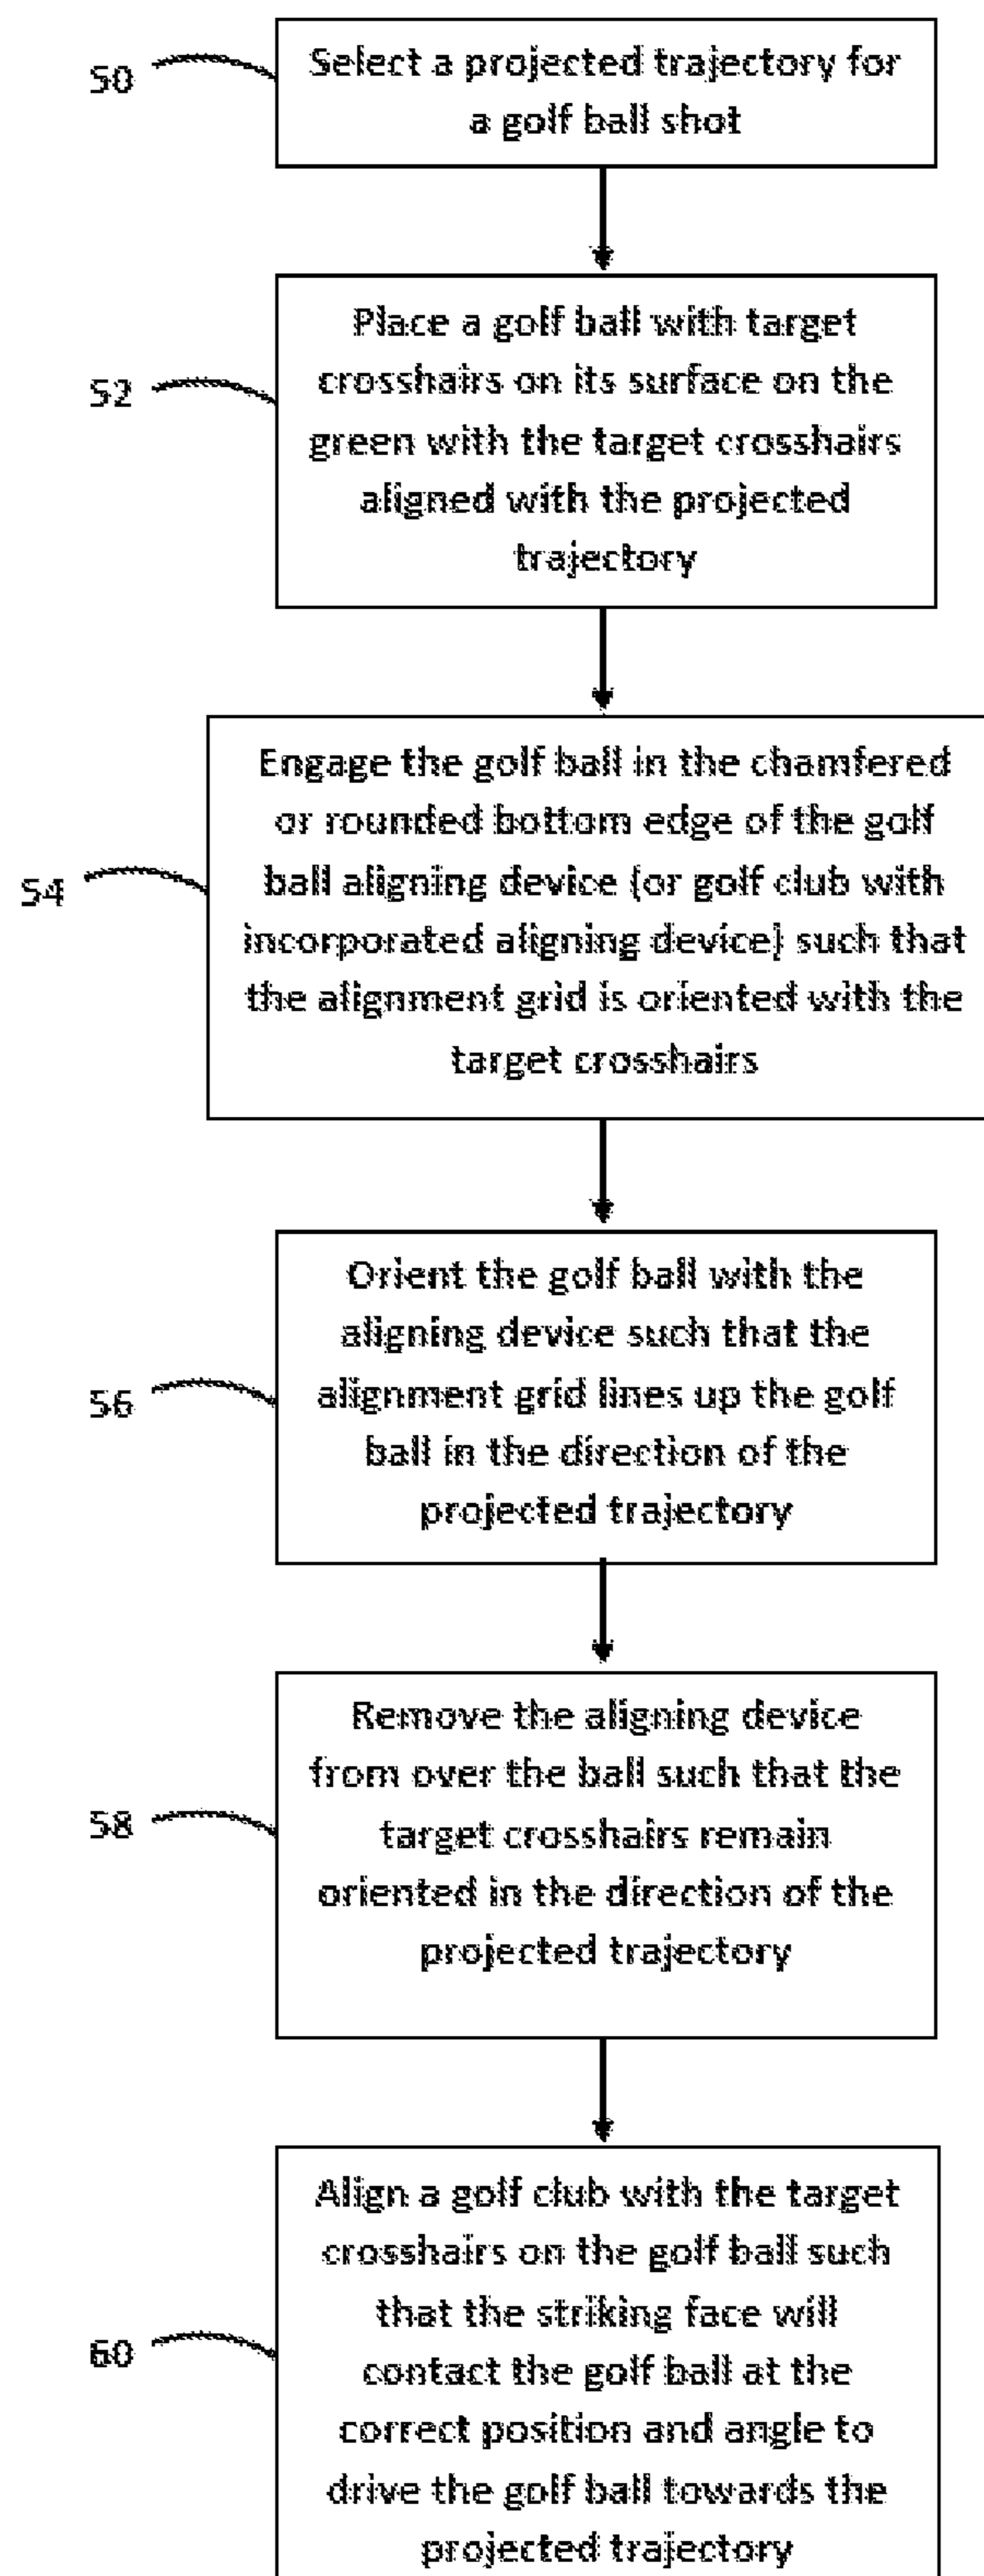 50
Select a projected trajectory for
a golf ball shot
52
Place a golf ball with target
crosshairs on its surface on the
green with the target crosshairs
aligned with the projected
trajectory
54
Engage the golf ball in the chamfered
or rounded bottom edge of the golf
ball aligning device (or golf club with
incorporated aligning device) such that
the alignment grid is oriented with the
target crosshairs
56
Orient the golf ball with the
aligning device such that the
alignment grid lines up the golf
ball in the direction of the
projected trajectory
58
Remove the aligning device
from over the ball such that the
target crosshairs remain
oriented in the direction of the
projected trajectory
60
Align a golf club with the target
crosshairs on the golf ball such
that the striking face will
contact the golf ball at the
correct position and angle to
drive the golf ball towards the
projected trajectory